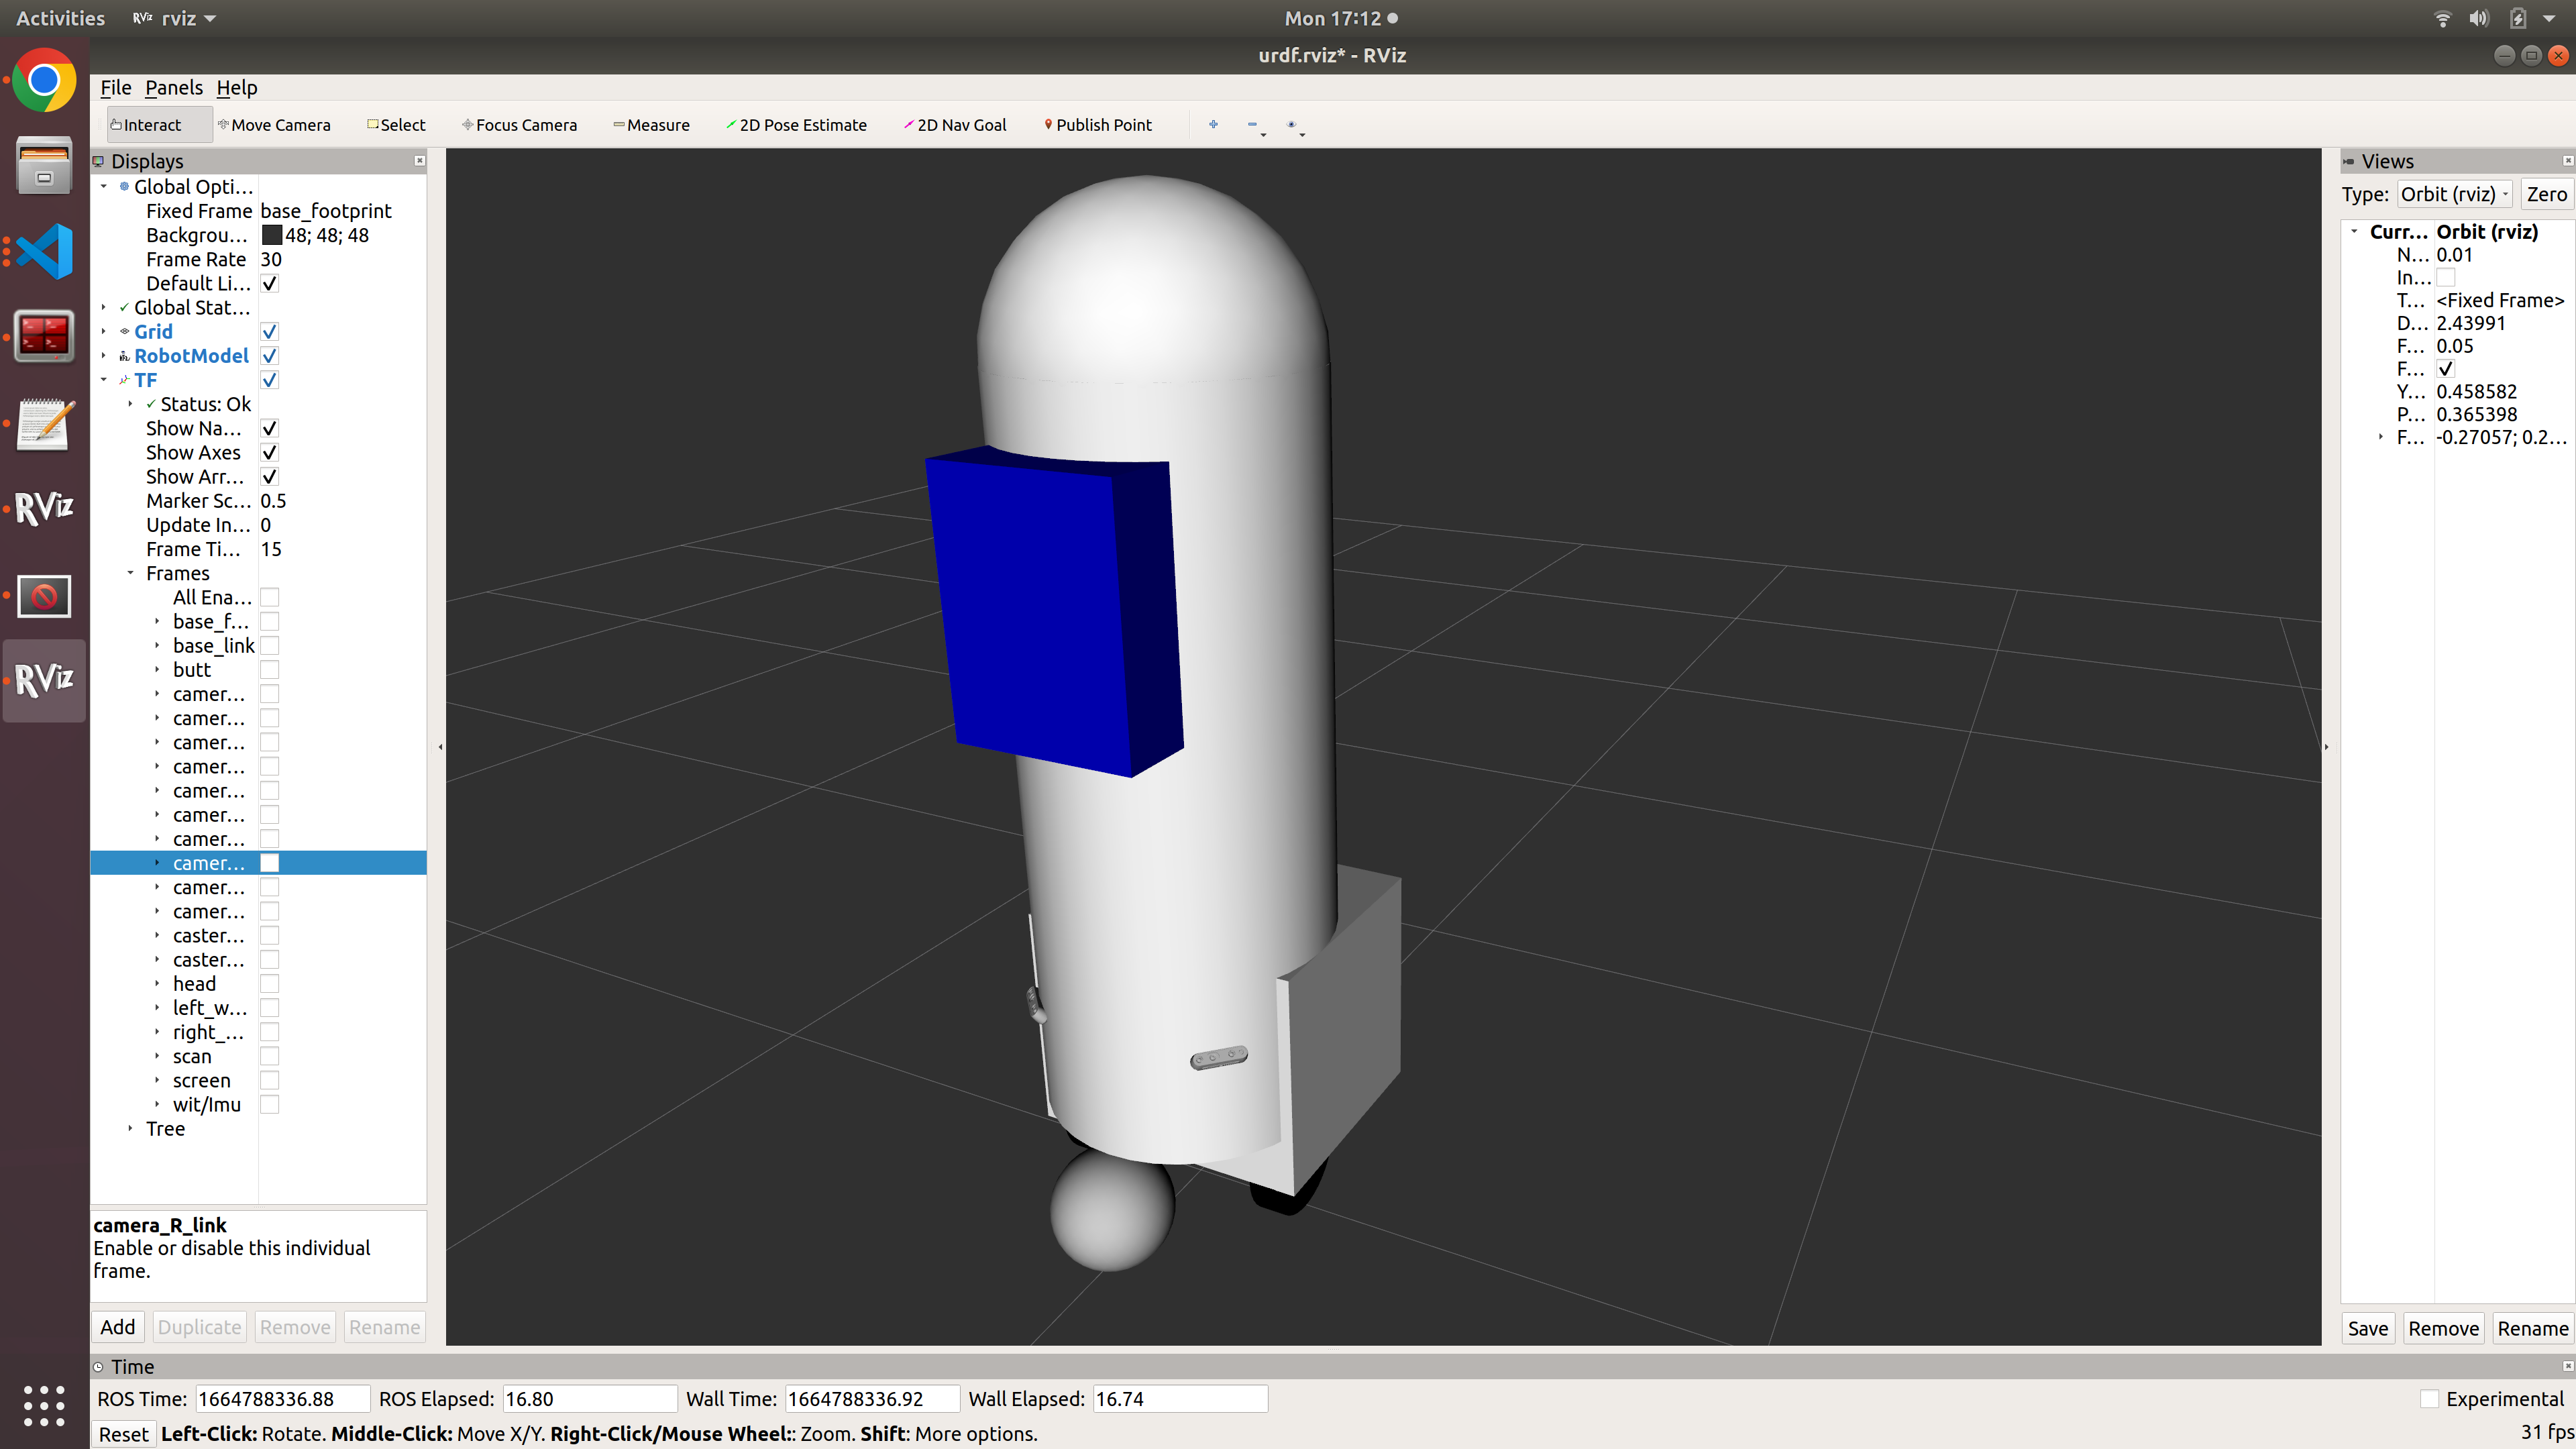 Activities
RViz rviz
Mon 17:12
urdf.rviz* - RViz
File Panels Help
Interact Move Camera Select Focus Camera Measure 2D Pose Estimate 2D Nav Goal Publish Point
Displays
Global Opti...
Fixed Frame base_footprint
Backgrou... 48; 48; 48
Frame Rate 30
Default Li...
Global Stat...
Grid
RobotModel
TF
Status: Ok
Show Na...
Show Axes
Show Arr...
Marker Sc... 0.5
Update In... 0
Frame Ti... 15
Frames
All Ena...
base_f...
base_link
butt
camer...
camer...
camer...
camer...
camer...
camer...
camer...
camer...
camer...
camer...
caster...
caster...
head
left_w...
right_...
scan
screen
wit/Imu
Tree
camera_R_link
Enable or disable this individual
frame.
Add Duplicate Remove Rename
Views
Type: Orbit (rviz) Zero
Curr... Orbit (rviz)
N... 0.01
In...
T... <Fixed Frame>
D... 2.43991
F... 0.05
F...
Y... 0.458582
P... 0.365398
F... -0.27057; 0.2...
Save Remove Rename
RViz
RViz
Time
ROS Time: 1664788336.88 ROS Elapsed: 16.80 Wall Time: 1664788336.92 Wall Elapsed: 16.74 Experimental
Reset Left-Click: Rotate. Middle-Click: Move X/Y. Right-Click/Mouse Wheel:: Zoom. Shift: More options. 31 fps